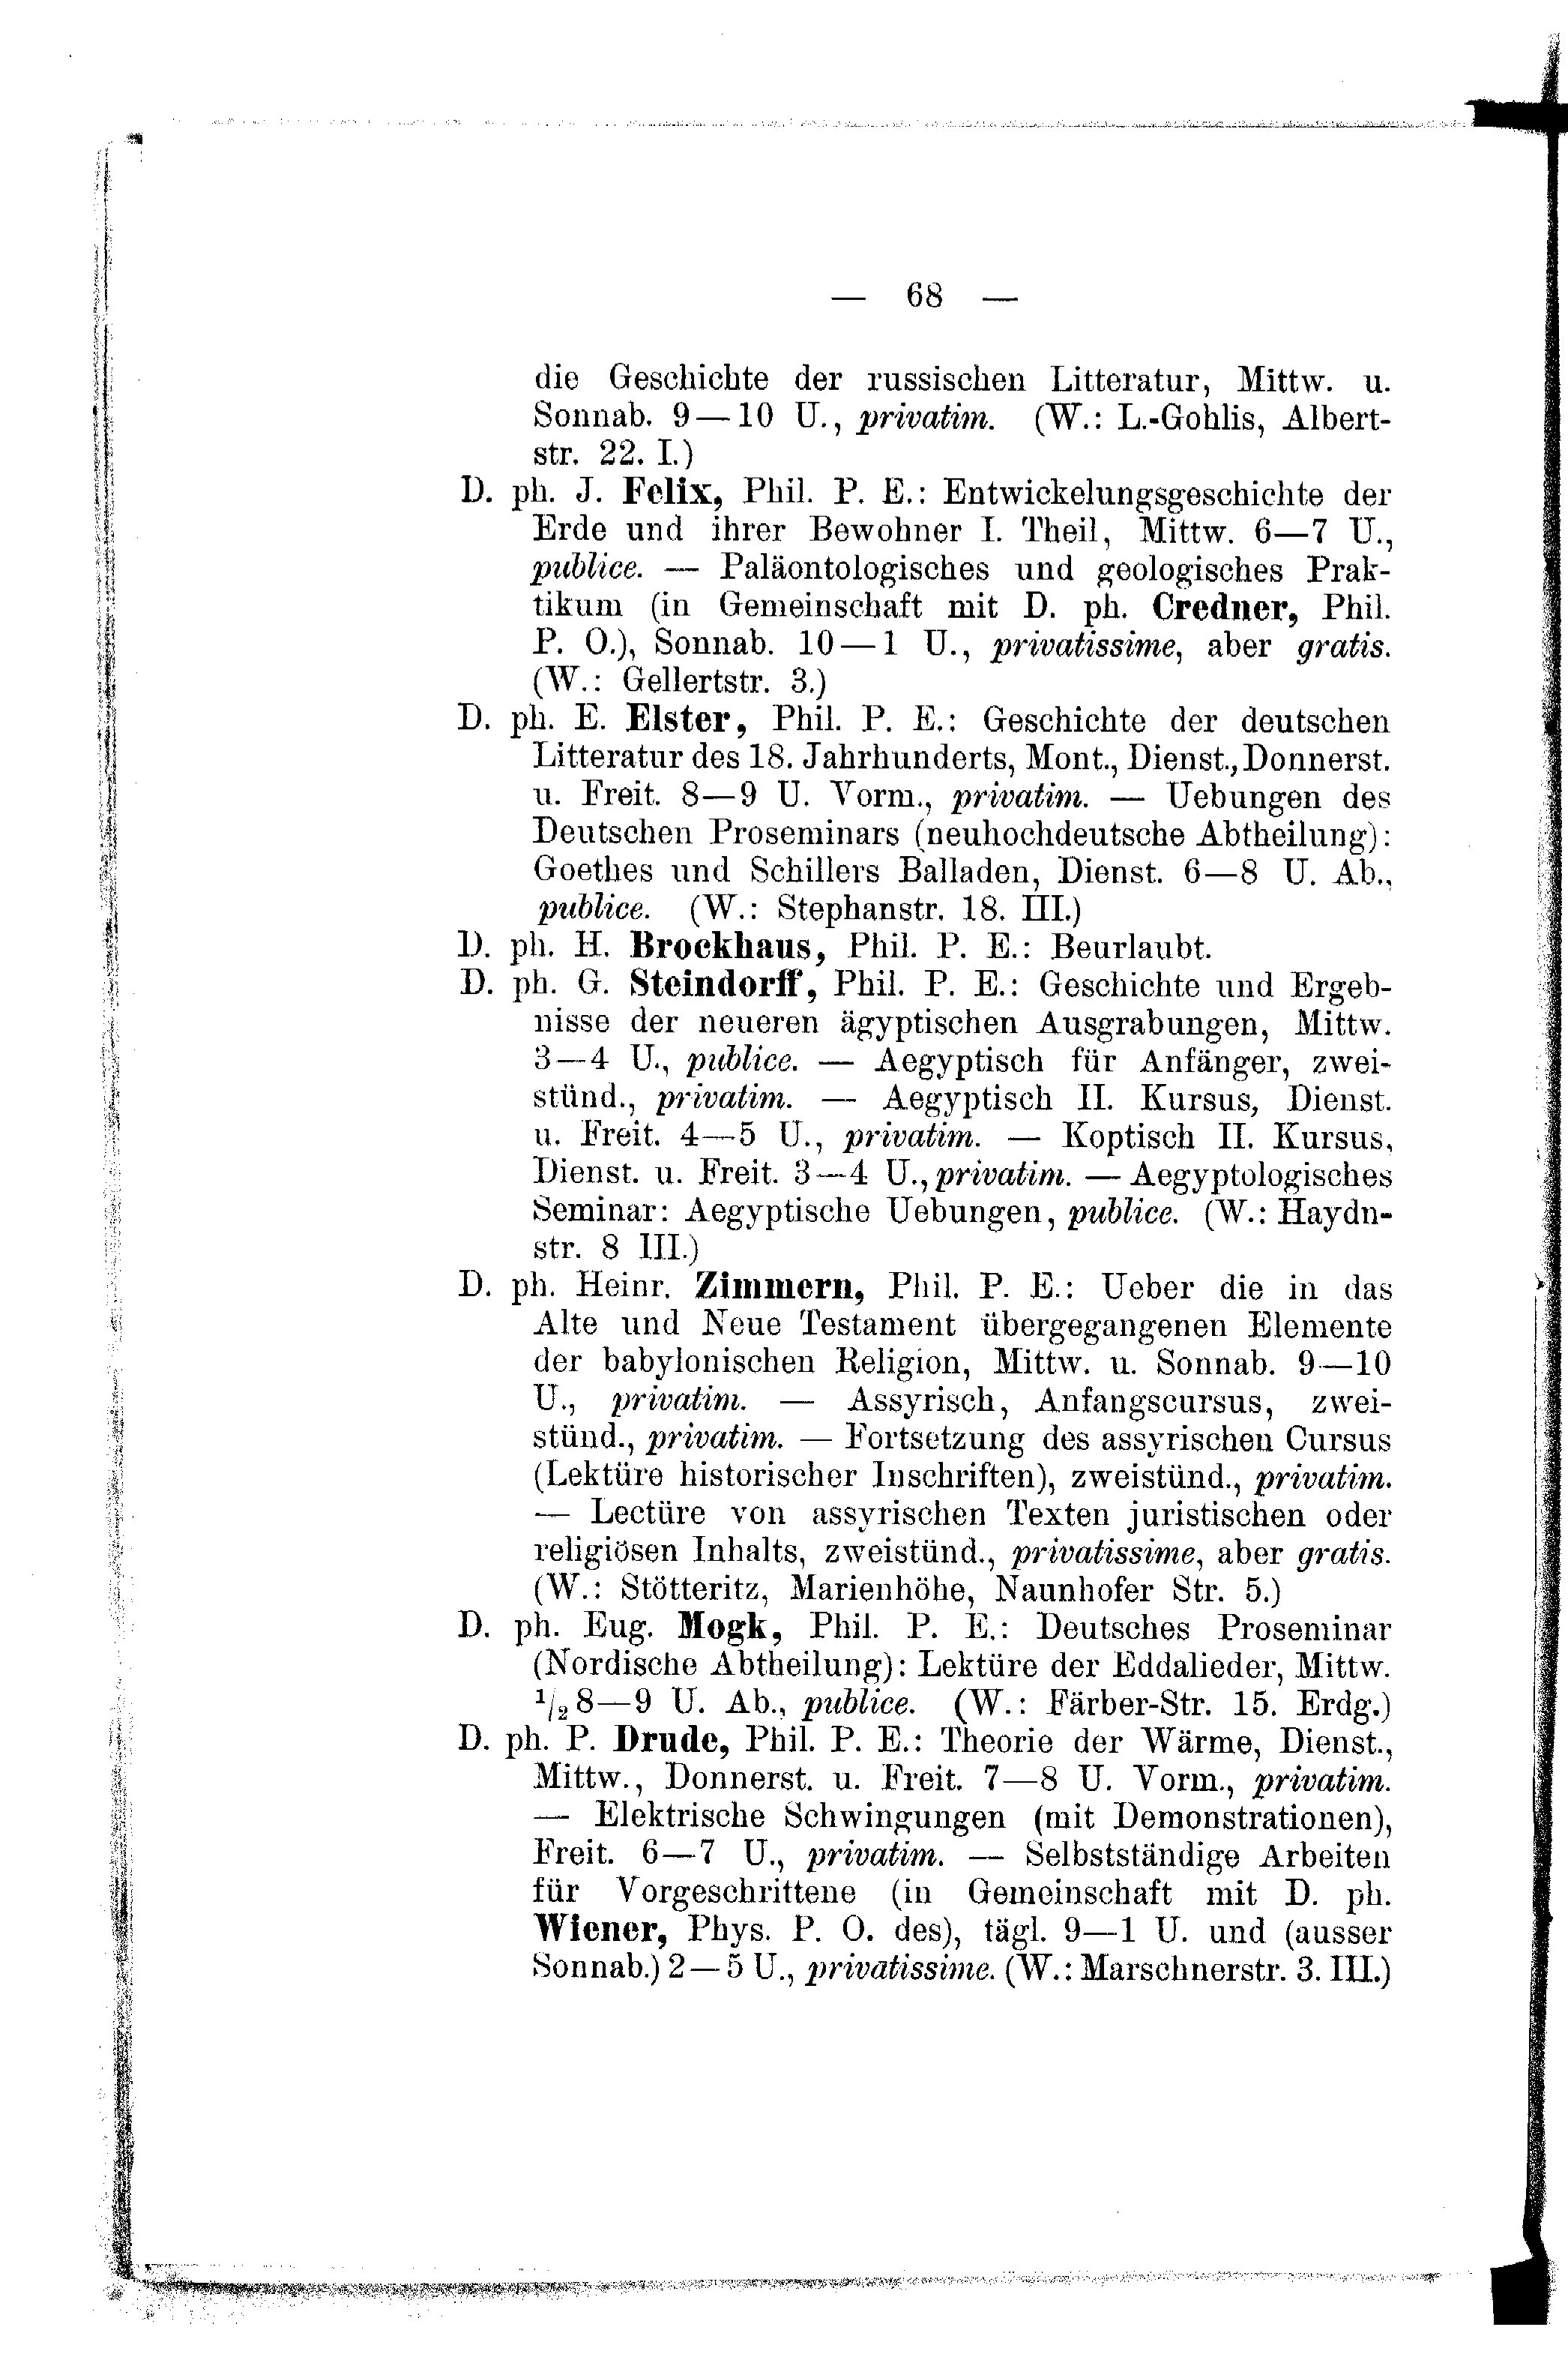 — 68 —
die Geschichte der russischen Litteratur, Mittw. u.
Sonnab. 9—10 U., privatim. (W.: L.-Gohlis, Albert-
str. 22. I.)
D. ph. J. Felix, Phil. P. E.: Entwickelungsgeschichte der
Erde und ihrer Bewohner I. Theil, Mittw. 6—7 U.,
publice. — Paläontologisches und geologisches Prak-
tikum (in Gemeinschaft mit D. ph. Credner, Phil.
P. O.), Sonnab. 10—1 U., privatissime, aber gratis.
(W.: Gellertstr. 3.)
D. ph. E. Elster, Phil. P. E.: Geschichte der deutschen
Litteratur des 18. Jahrhunderts, Mont., Dienst., Donnerst.
u. Freit. 8—9 U. Vorm., privatim. — Uebungen des
Deutschen Proseminars (neuhochdeutsche Abtheilung):
Goethes und Schillers Balladen, Dienst. 6—8 U. Ab.,
publice. (W.: Stephanstr. 18. III.)
D. ph. H. Brockhaus, Phil. P. E.: Beurlaubt.
D. ph. G. Steindorff, Phil. P. E.: Geschichte und Ergeb-
nisse der neueren ägyptischen Ausgrabungen, Mittw.
3—4 U., publice. — Aegyptisch für Anfänger, zwei-
stünd., privatim. — Aegyptisch II. Kursus, Dienst.
u. Freit. 4—5 U., privatim. — Koptisch II. Kursus,
Dienst. u. Freit. 3—4 U., privatim. — Aegyptologisches
Seminar: Aegyptische Uebungen, publice. (W.: Haydn-
str. 8 III.)
D. ph. Heinr. Zimmern, Phil. P. E.: Ueber die in das
Alte und Neue Testament übergegangenen Elemente
der babylonischen Religion, Mittw. u. Sonnab. 9—10
U., privatim. — Assyrisch, Anfangscursus, zwei-
stünd., privatim. — Fortsetzung des assyrischen Cursus
(Lektüre historischer Inschriften), zweistünd., privatim.
— Lectüre von assyrischen Texten juristischen oder
religiösen Inhalts, zweistünd., privatissime, aber gratis.
(W.: Stötteritz, Marienhöhe, Naunhofer Str. 5.)
D. ph. Eug. Mogk, Phil. P. E.: Deutsches Proseminar
(Nordische Abtheilung): Lektüre der Eddalieder, Mittw.
1/2 8—9 U. Ab., publice. (W.: Färber-Str. 15. Erdg.)
D. ph. P. Drude, Phil. P. E.: Theorie der Wärme, Dienst.,
Mittw., Donnerst. u. Freit. 7—8 U. Vorm., privatim.
— Elektrische Schwingungen (mit Demonstrationen),
Freit. 6—7 U., privatim. — Selbstständige Arbeiten
für Vorgeschrittene (in Gemeinschaft mit D. ph.
Wiener, Phys. P. O. des), tägl. 9—1 U. und (ausser
Sonnab.) 2—5 U., privatissime. (W.: Marschnerstr. 3. III.)